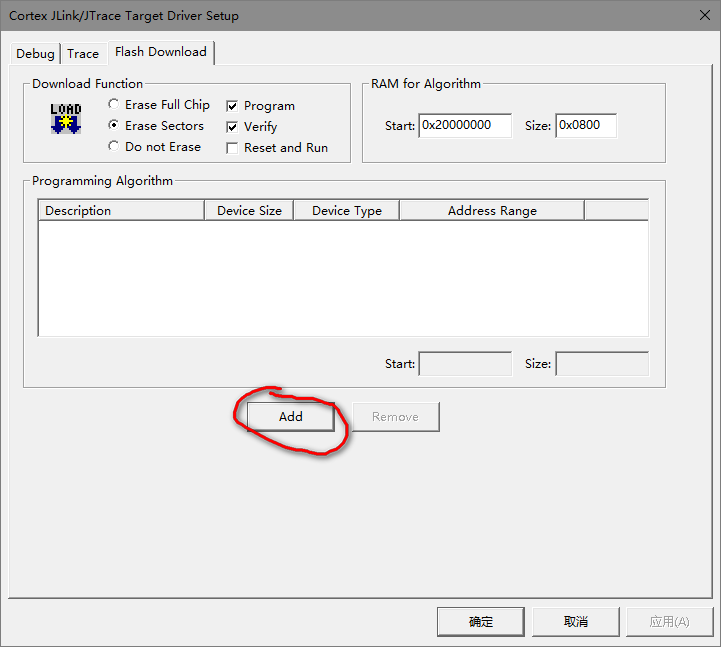 Cortex JLink/JTrace Target Driver Setup
Debug Trace Flash Download
Download Function
LOAD
Erase Full Chip
Erase Sectors
Do not Erase
Program
Verify
Reset and Run
RAM for Algorithm
Start: 0x20000000 Size: 0x0800
Programming Algorithm
Description Device Size Device Type Address Range
Start: Size:
Add Remove
确定 取消 应用(A)